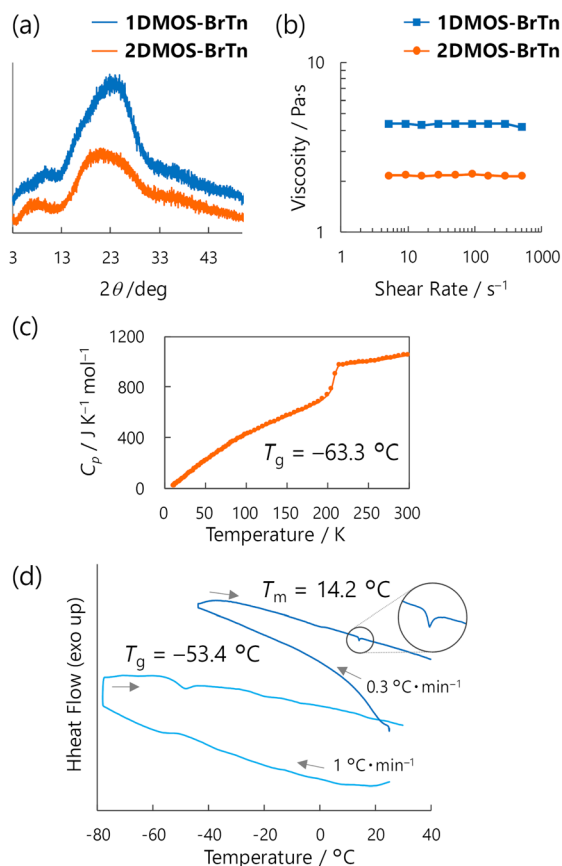 (a)
1DMOS-BrTn
2DMOS-BrTn
3 13 23 33 43
2θ /deg
(b)
1DMOS-BrTn
2DMOS-BrTn
Viscosity / Pa·s
10
1
1 10 100 1000
Shear Rate / s⁻¹
(c)
Cp / J K⁻¹ mol⁻¹
1200
800
400
0
Tg = −63.3 °C
0 50 100 150 200 250 300
Temperature / K
(d)
Hheat Flow (exo up)
Tm = 14.2 °C
Tg = −53.4 °C
0.3 °C·min⁻¹
1 °C·min⁻¹
-80 -60 -40 -20 0 20 40
Temperature / °C